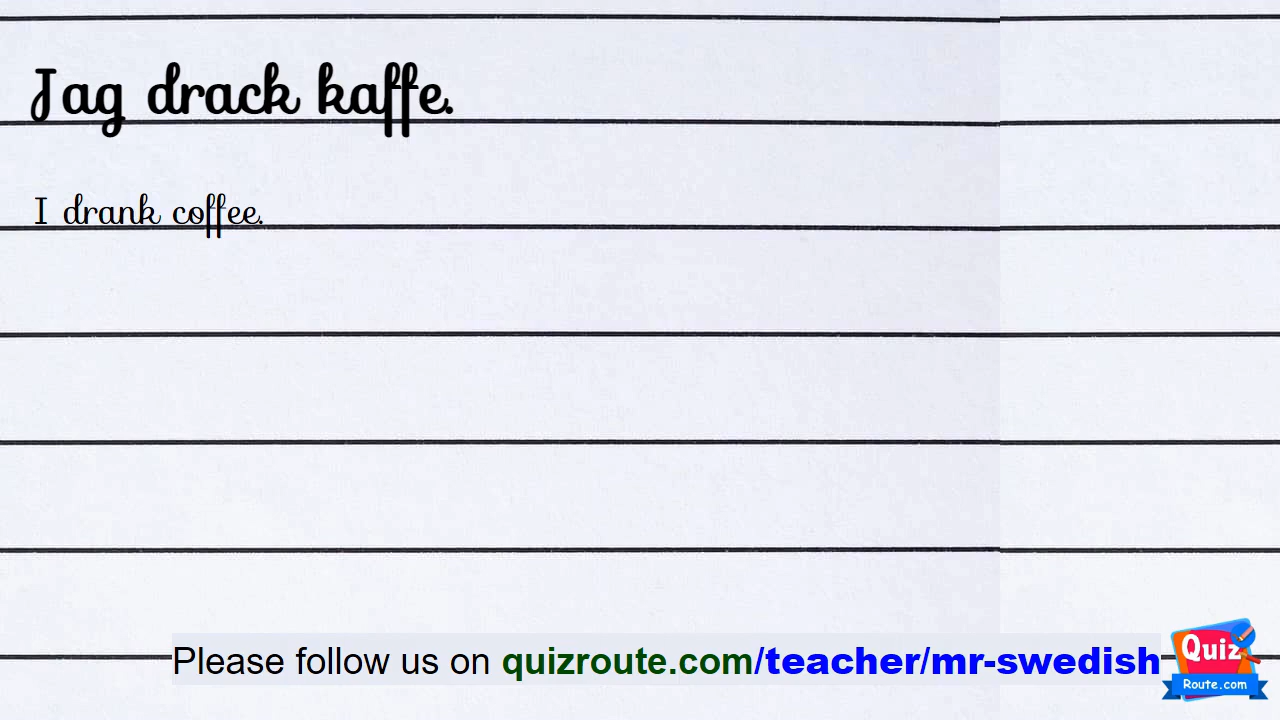 Jag drack kaffe.
I drank coffee.
Please follow us on quizroute.com/teacher/mr-swedish
Quiz
Route.com